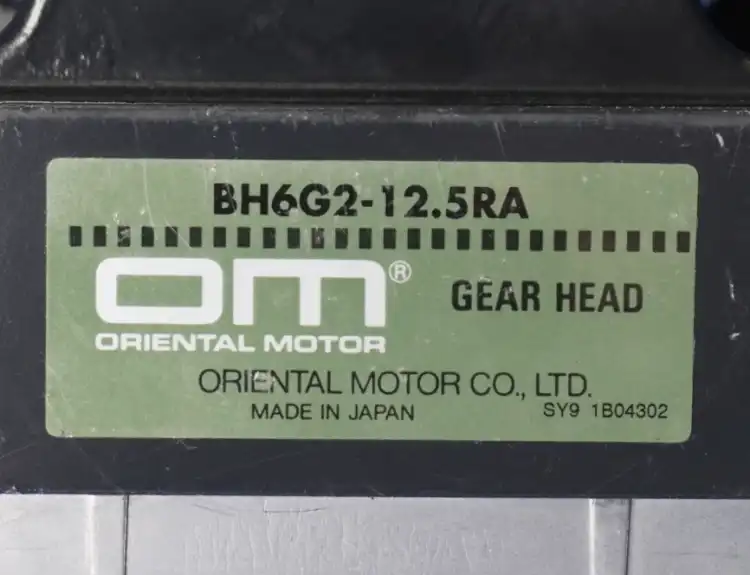 BH6G2-12.5RA
OM®
GEAR HEAD
ORIENTAL MOTOR
ORIENTAL MOTOR CO., LTD.
MADE IN JAPAN SY9 1B04302